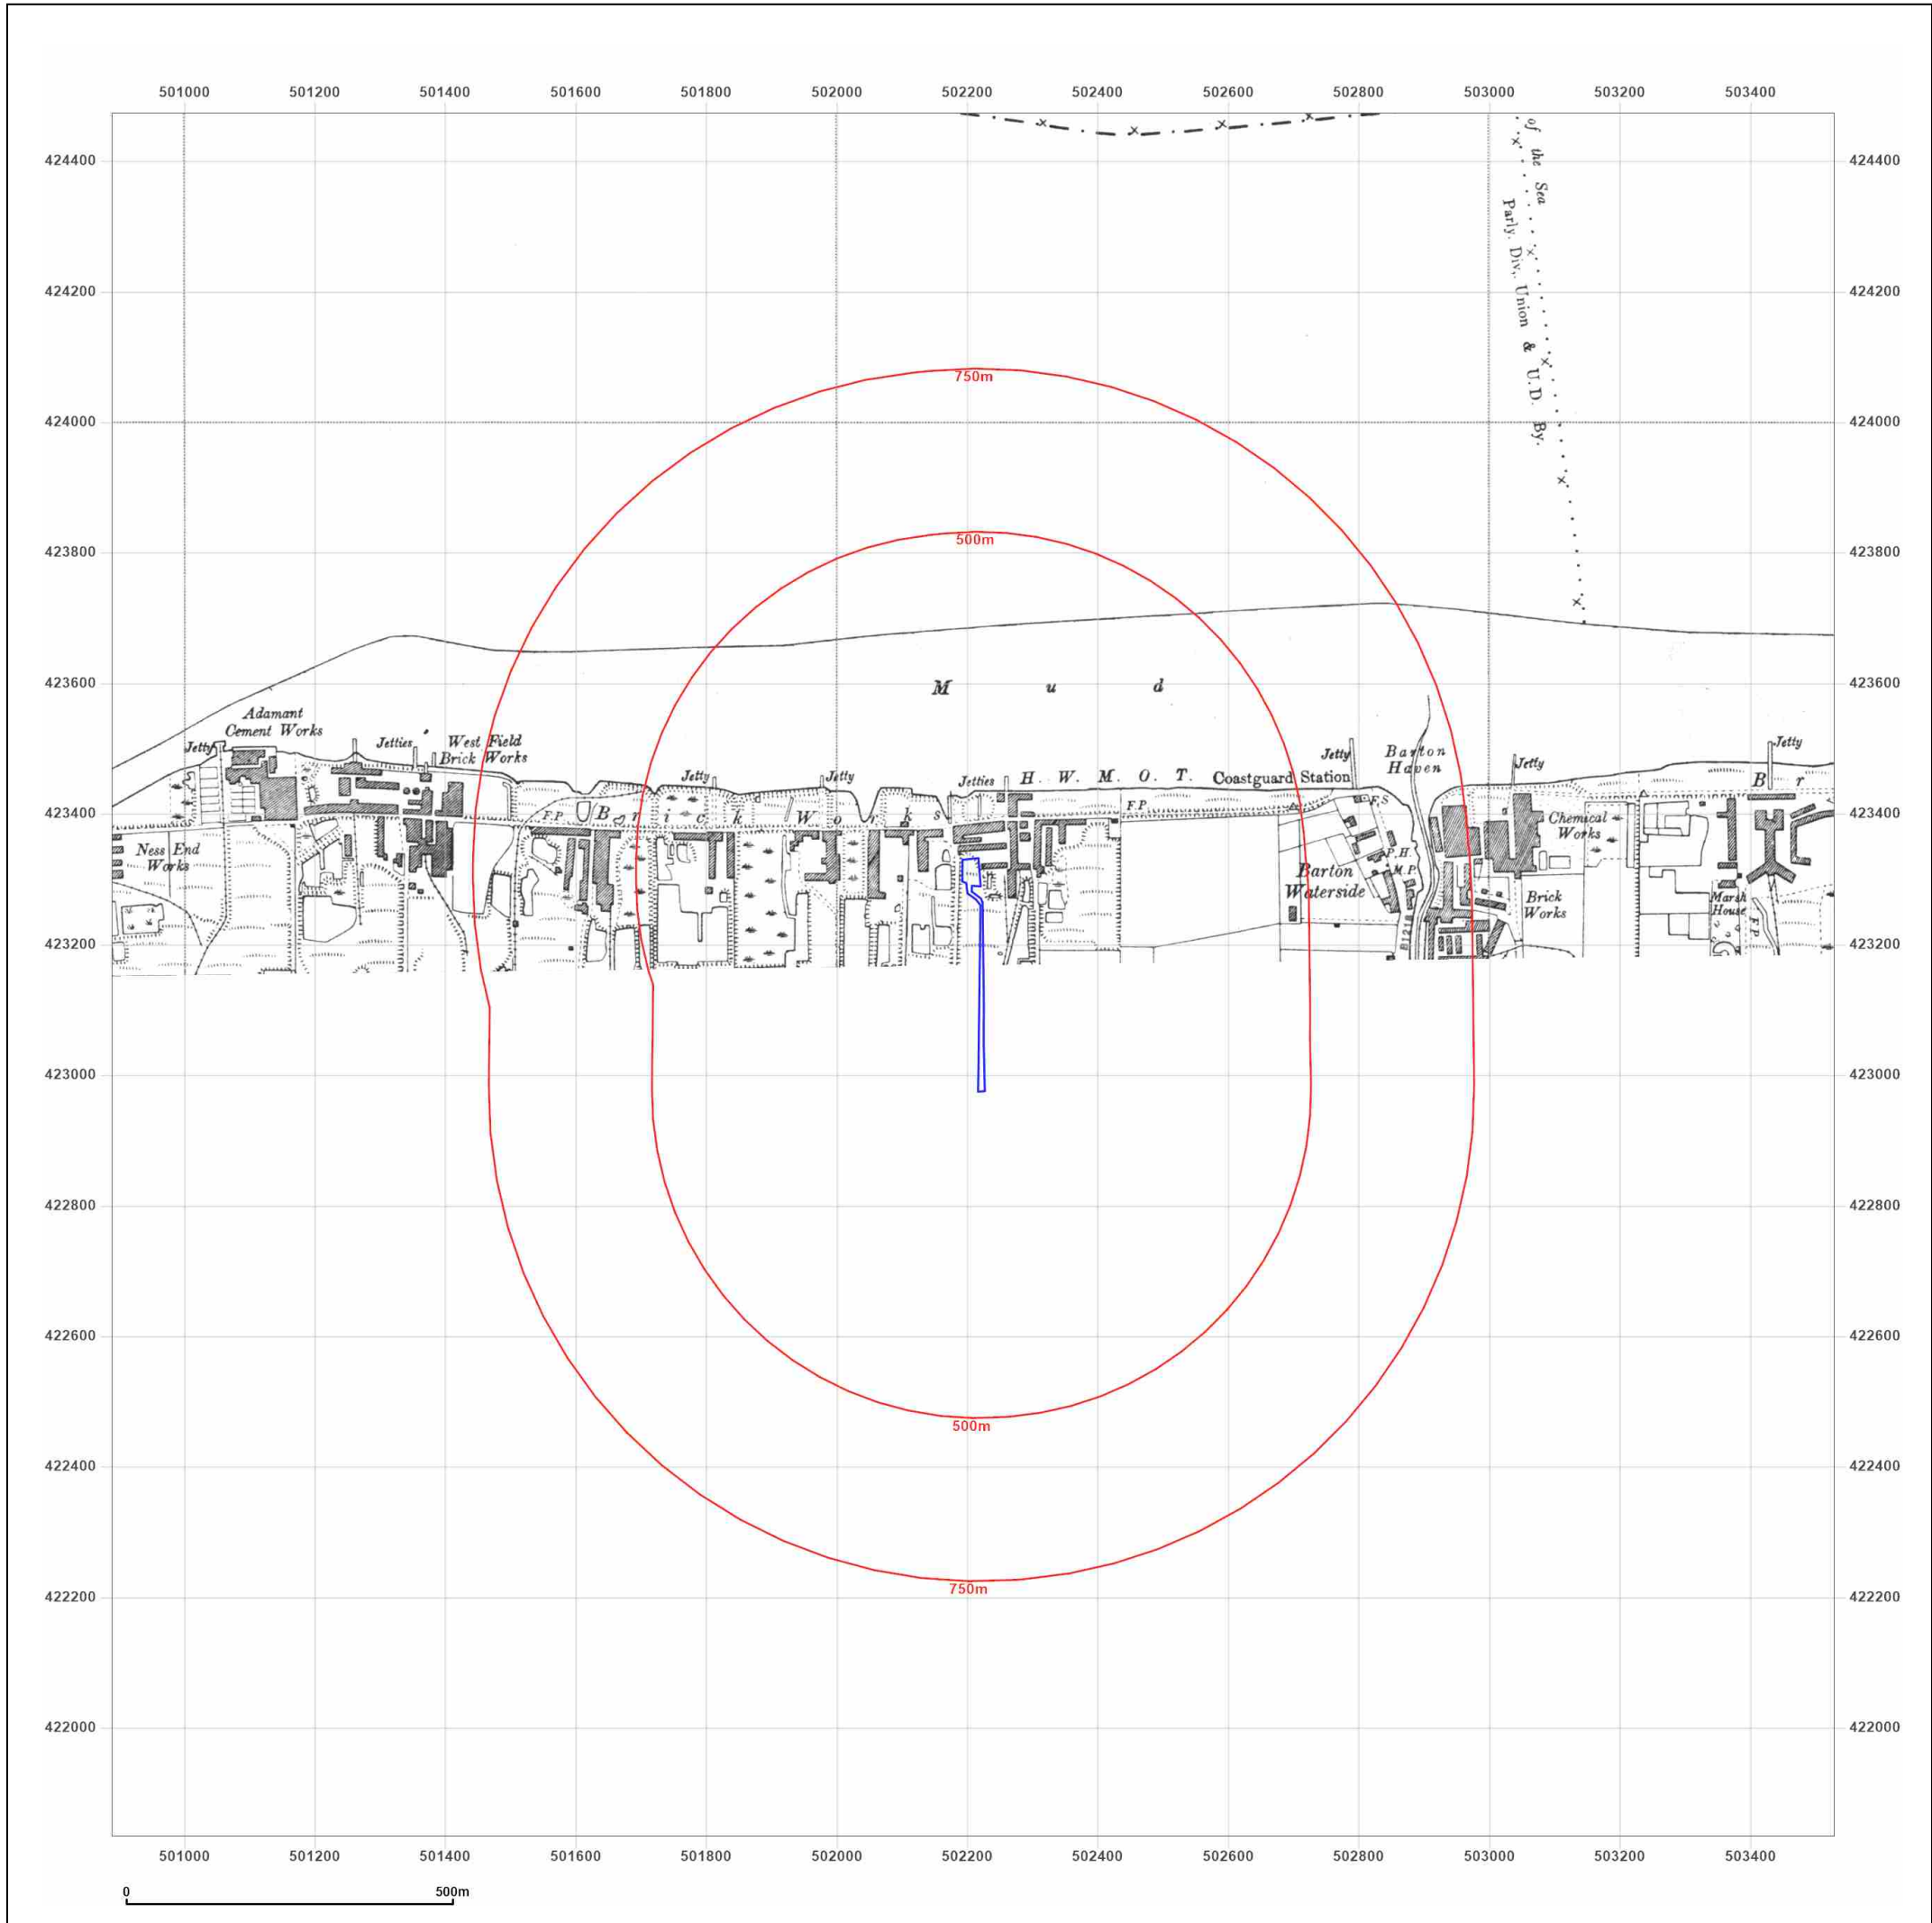 501000 501200 501400 501600 501800 502000 502200 502400 502600 502800 503000 503200 503400
424400 424400
of the Sea
Parly. Div, Union & U.D. By.
424200 424200
750m
424000 424000
423800 423800
500m
423600 423600
M u d
Adamant
Cement Works
Jetty
Jetties
West Field
Brick Works
Jetty
Jetty
Jetties
H. W. M. O. T.
Coastguard Station
Jetty
Barton
Haven
Jetty
Jetty
B r
423400 423400
F.P.
B r i c k W o r k s
F.P.
F.S
Chemical
Works
Ness End
Works
P.H.
M.P.
Barton
Waterside
Brick
Works
Marsh
House
F.P.
B1218
423200 423200
423000 423000
422800 422800
422600 422600
500m
422400 422400
750m
422200 422200
422000 422000
501000 501200 501400 501600 501800 502000 502200 502400 502600 502800 503000 503200 503400
0 500m